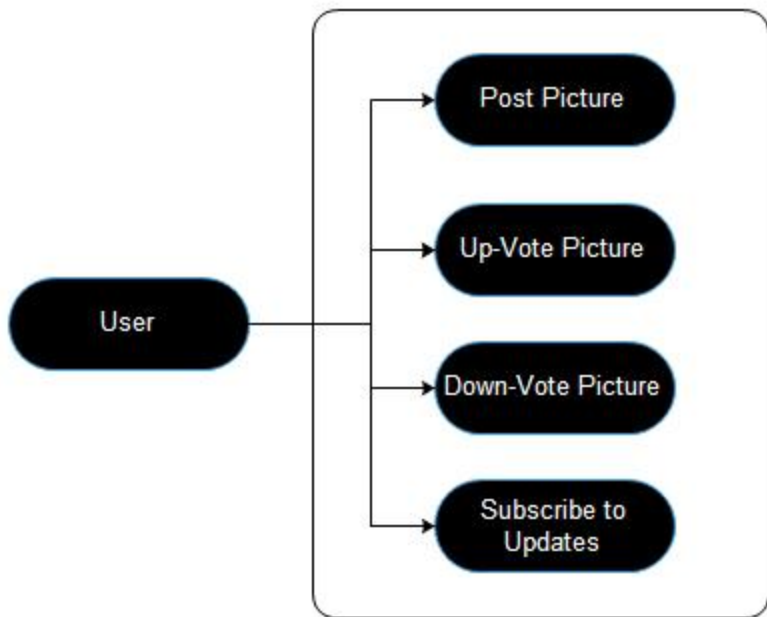 Post Picture
Up-Vote Picture
User
Down-Vote Picture
Subscribe to
Updates